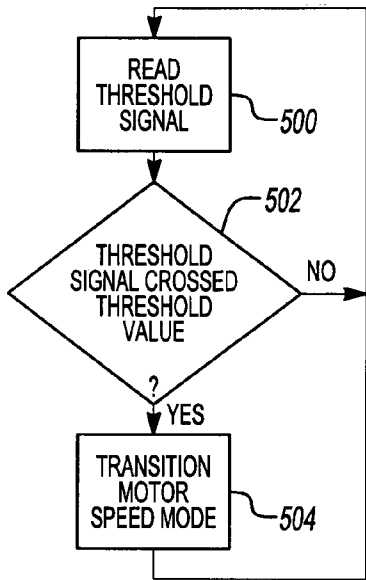 READ
THRESHOLD
SIGNAL
500
502
THRESHOLD
SIGNAL CROSSED
THRESHOLD
VALUE
?
NO
YES
TRANSITION
MOTOR
SPEED MODE
504